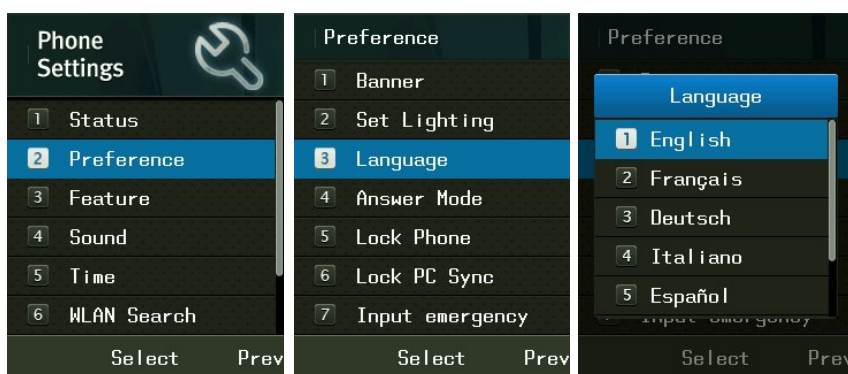 Phone
Settings
1 Status
2 Preference
3 Feature
4 Sound
5 Time
6 WLAN Search
Select Prev
Preference
1 Banner
2 Set Lighting
3 Language
4 Answer Mode
5 Lock Phone
6 Lock PC Sync
7 Input emergency
Select Prev
Preference
Language
1 English
2 Français
3 Deutsch
4 Italiano
5 Español
Input emergency
Select Prev